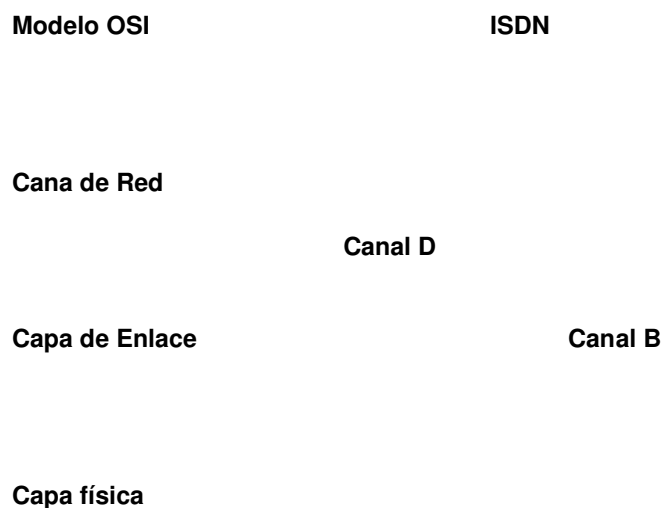 Modelo OSI ISDN
Cana de Red
Canal D
Capa de Enlace Canal B
Capa física